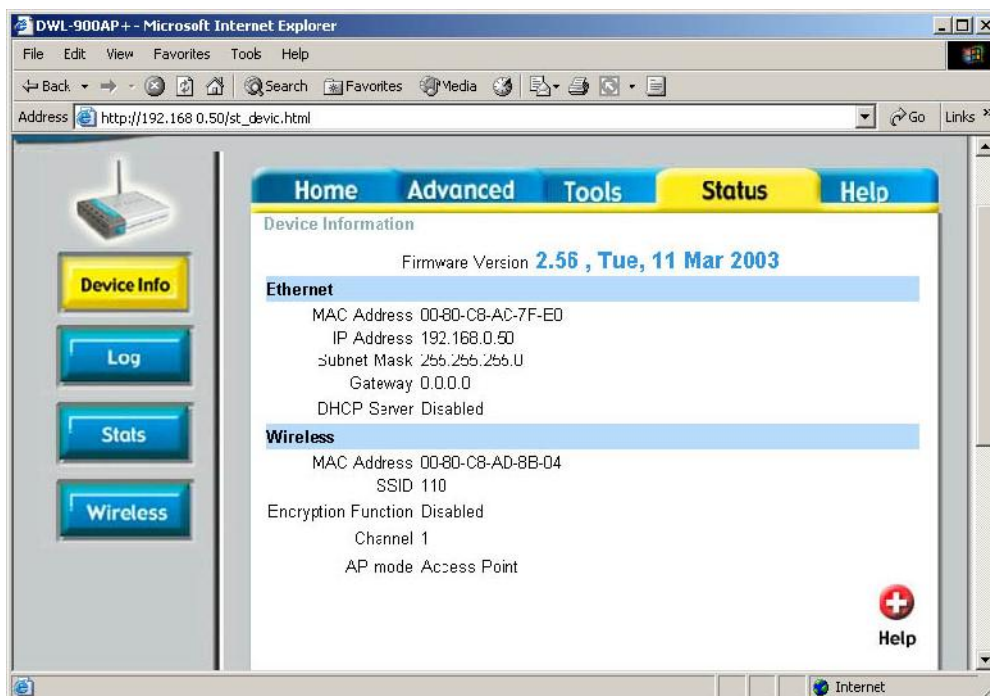 DWL-900AP+ - Microsoft Internet Explorer
File Edit View Favorites Tools Help
Back Search Favorites Media
Address http://192.168 0.50/st_devic.html Go Links »
Home Advanced Tools Status Help
Device Information
Firmware Version 2.56 , Tue, 11 Mar 2003
Device Info
Log
Stats
Wireless
Ethernet
MAC Address 00-80-C8-AC-7F-E0
IP Address 192.168.0.50
Subnet Mask 255.255.255.0
Gateway 0.0.0.0
DHCP Server Disabled
Wireless
MAC Address 00-80-C8-AD-8B-04
SSID 110
Encryption Function Disabled
Channel 1
AP mode Access Point
Help
Internet